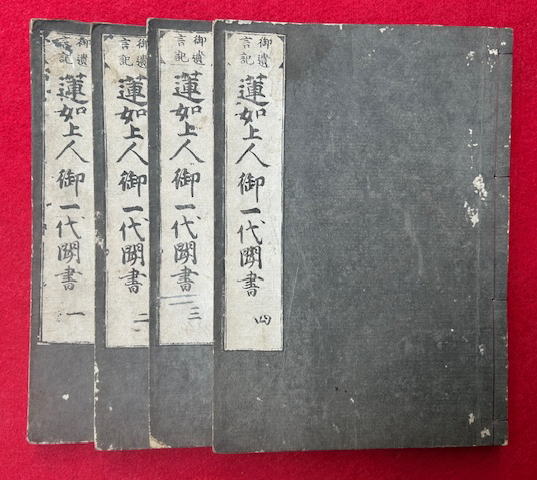 御遺
言記
蓮如上人御一代聞書 一
御遺
言記
蓮如上人御一代聞書 二
御遺
言記
蓮如上人御一代聞書 三
御遺
言記
蓮如上人御一代聞書 四